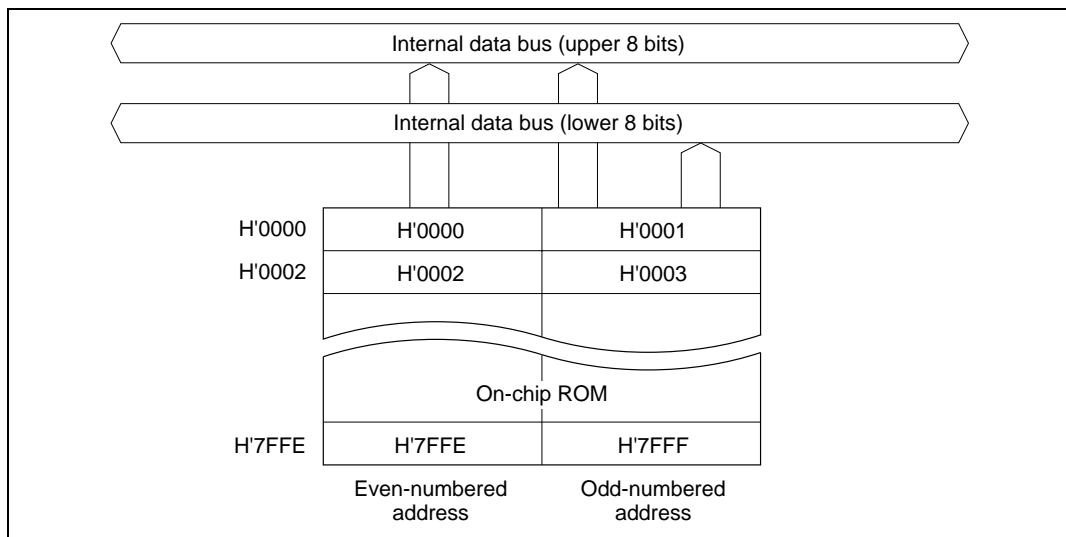 Internal data bus (upper 8 bits)
Internal data bus (lower 8 bits)
H'0000 H'0000 H'0001
H'0002 H'0002 H'0003
On-chip ROM
H'7FFE H'7FFE H'7FFF
Even-numbered address Odd-numbered address